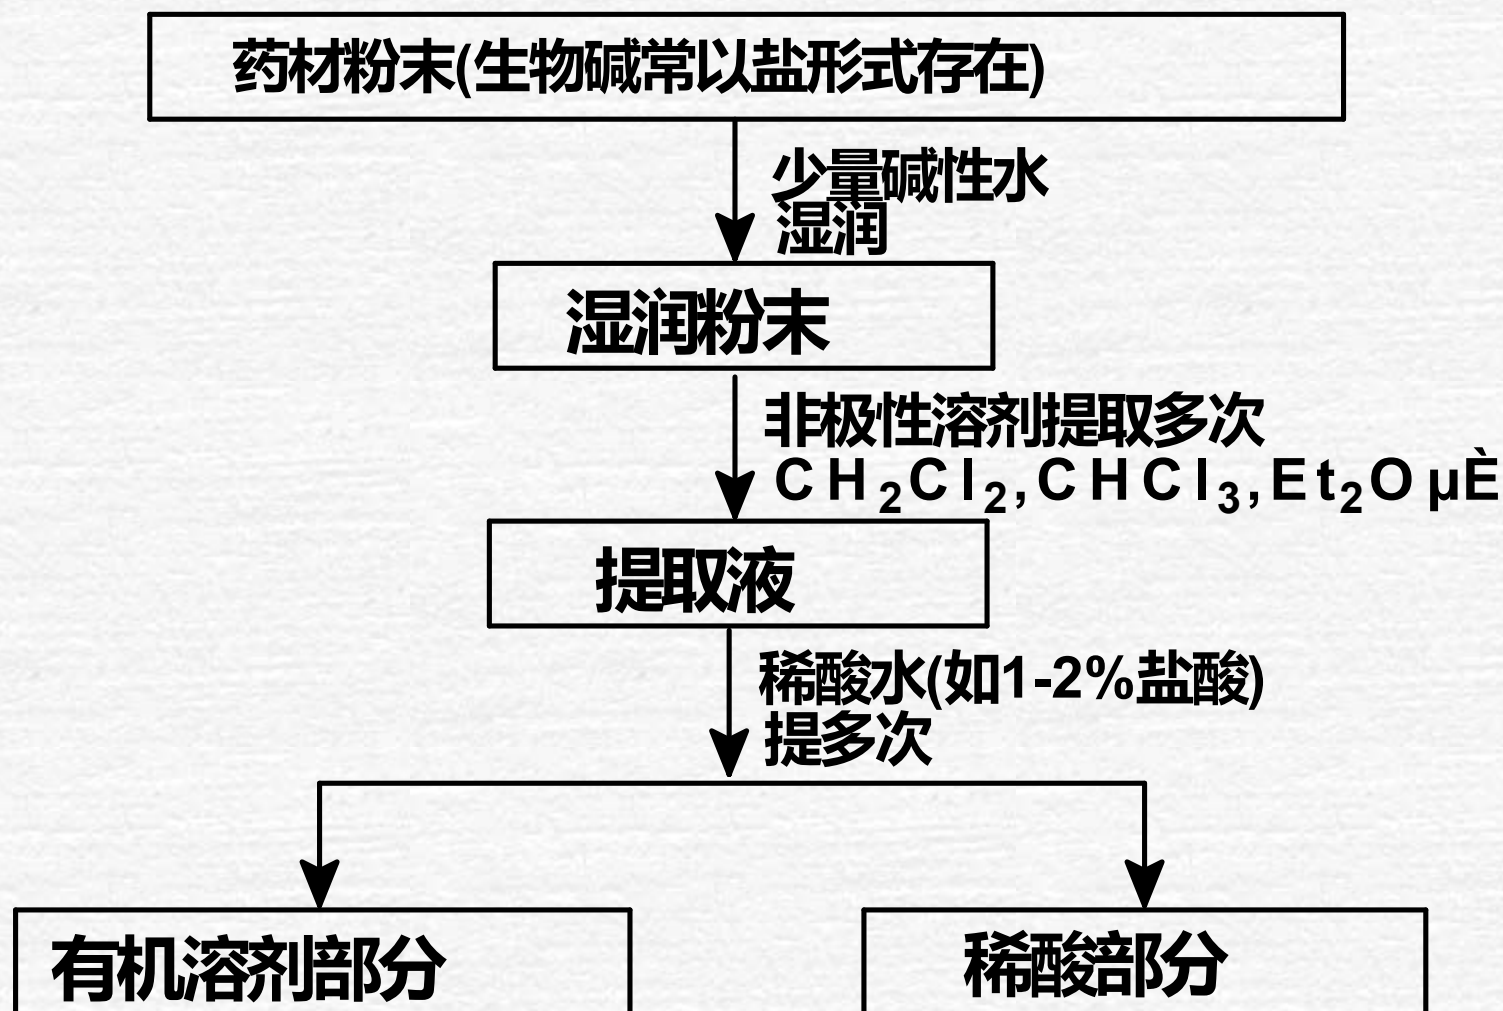 药材粉末(生物碱常以盐形式存在)
少量碱性水
湿润
湿润粉末
非极性溶剂提取多次
CH₂Cl₂,CHCl₃,Et₂O µÈ
提取液
稀酸水(如1-2%盐酸)
提多次
有机溶剂部分
稀酸部分